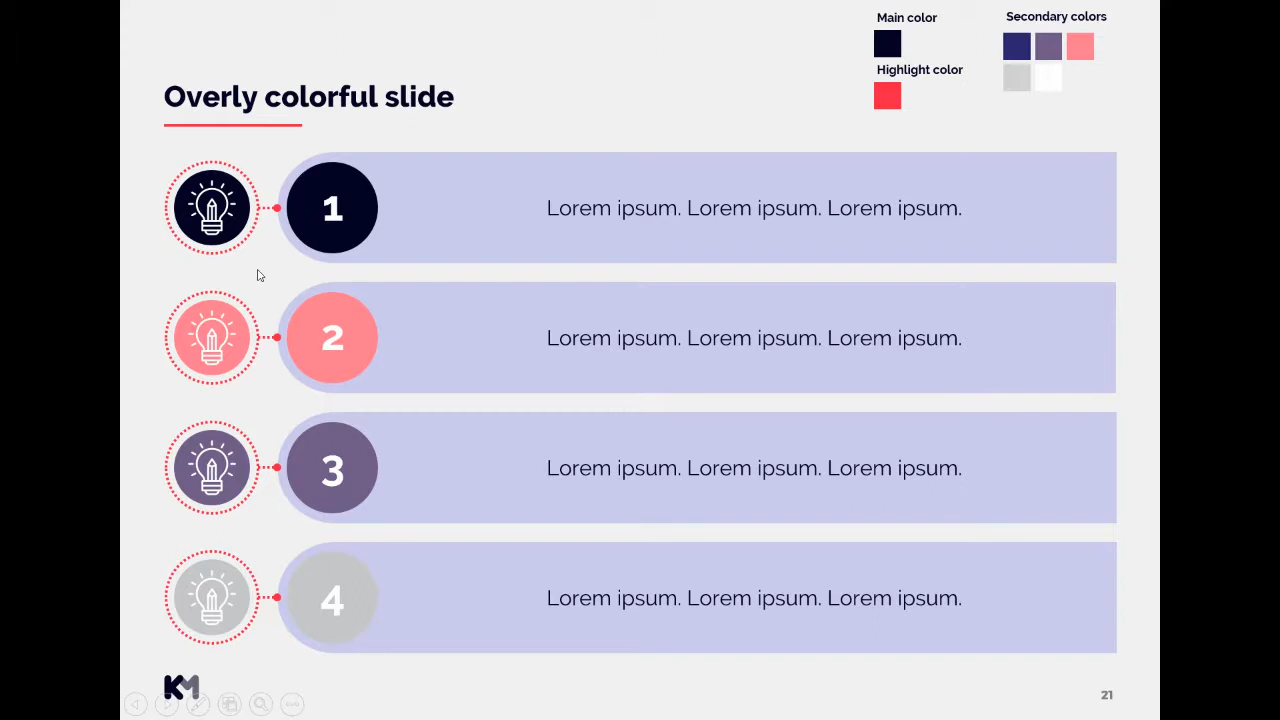 Main color
Secondary colors
Highlight color
Overly colorful slide
1
Lorem ipsum. Lorem ipsum. Lorem ipsum.
2
Lorem ipsum. Lorem ipsum. Lorem ipsum.
3
Lorem ipsum. Lorem ipsum. Lorem ipsum.
4
Lorem ipsum. Lorem ipsum. Lorem ipsum.
KM
21